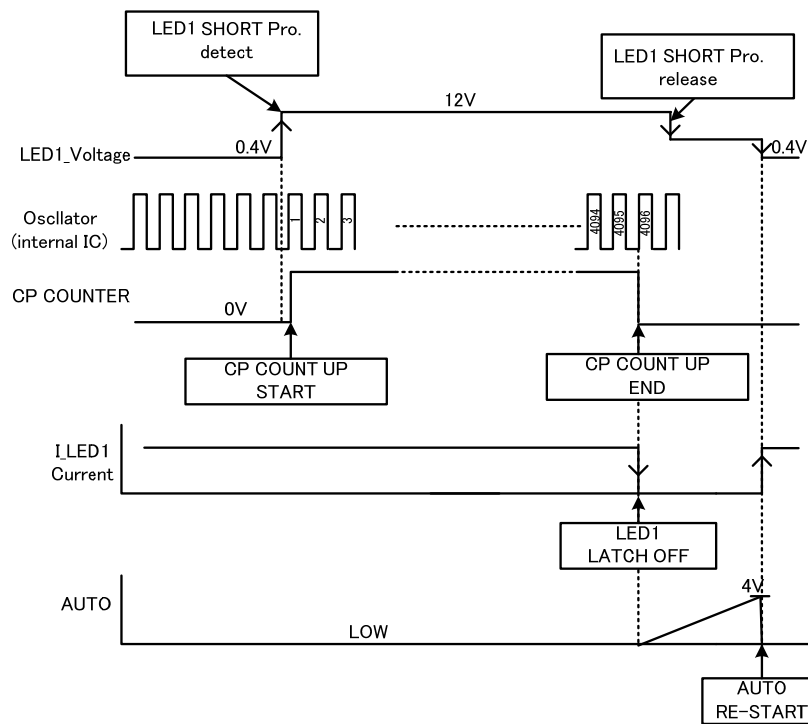 LED1 SHORT Pro.
detect
LED1 SHORT Pro.
release
12V
LED1_Voltage
0.4V
0.4V
Oscllator
(internal IC)
1
2
3
4094
4095
4096
CP COUNTER
0V
CP COUNT UP
START
CP COUNT UP
END
I_LED1
Current
LED1
LATCH OFF
AUTO
LOW
4V
AUTO
RE-START